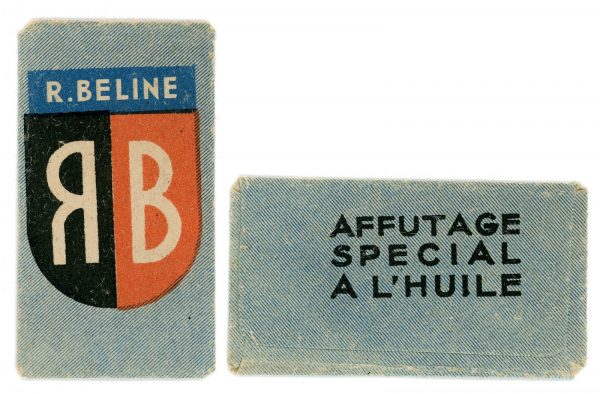 R.BELINE
RB
AFFUTAGE
SPECIAL
A L'HUILE